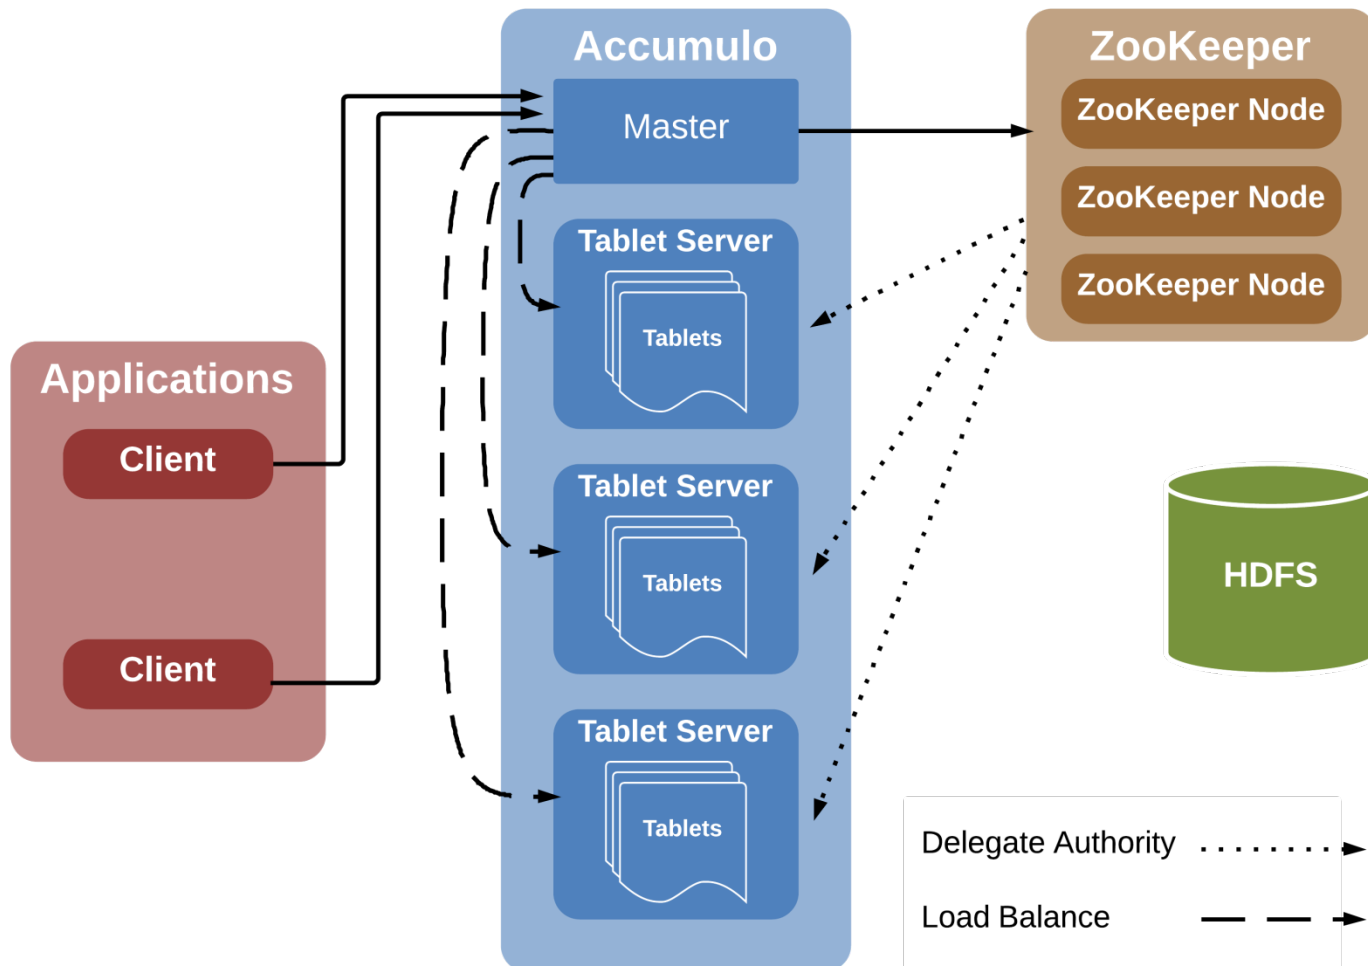 Accumulo
Master
Tablet Server
Tablets
Tablet Server
Tablets
Tablet Server
Tablets
ZooKeeper
ZooKeeper Node
ZooKeeper Node
ZooKeeper Node
Applications
Client
Client
HDFS
Delegate Authority
Load Balance